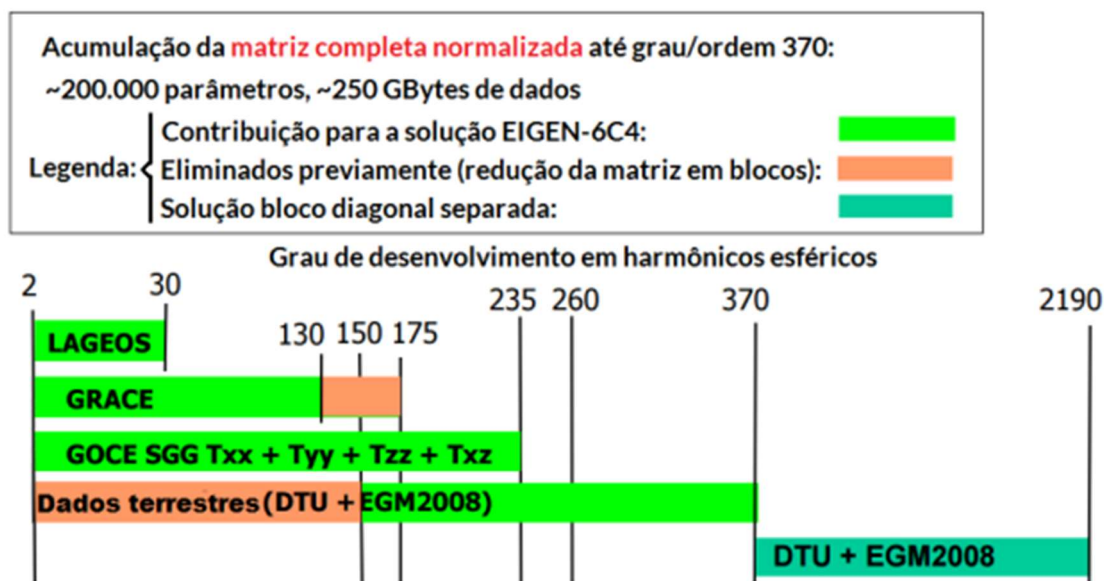 Acumulação da matriz completa normalizada até grau/ordem 370:
~200.000 parâmetros, ~250 GBytes de dados
Legenda:
Contribuição para a solução EIGEN-6C4:
Eliminados previamente (redução da matriz em blocos):
Solução bloco diagonal separada:
Grau de desenvolvimento em harmônicos esféricos
2 30 235 260 370 2190
130 150 175
LAGEOS
GRACE
GOCE SGG Txx + Tyy + Tzz + Txz
Dados terrestres (DTU + EGM2008)
DTU + EGM2008